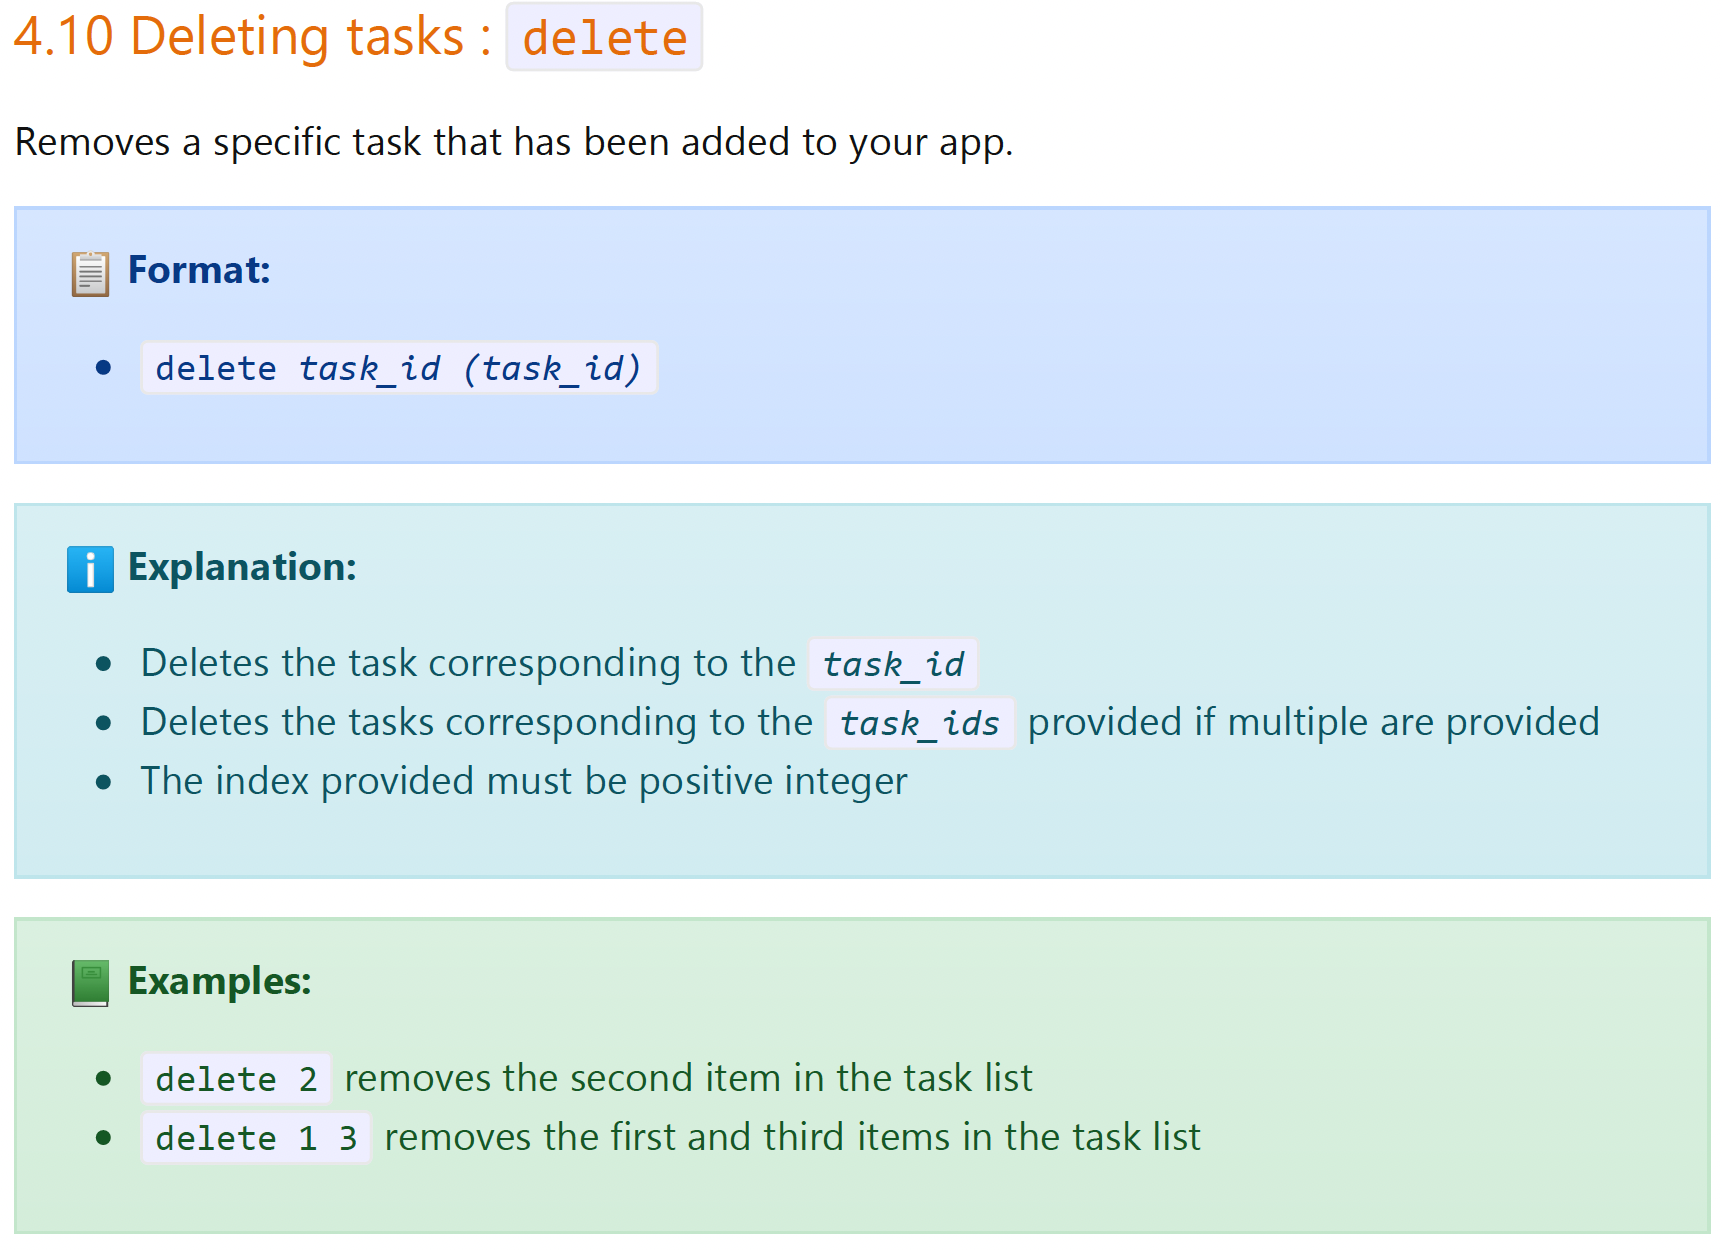 4.10 Deleting tasks : delete
Removes a specific task that has been added to your app.
Format:
delete task_id (task_id)
Explanation:
Deletes the task corresponding to the task_id
Deletes the tasks corresponding to the task_ids provided if multiple are provided
The index provided must be positive integer
Examples:
delete 2 removes the second item in the task list
delete 1 3 removes the first and third items in the task list